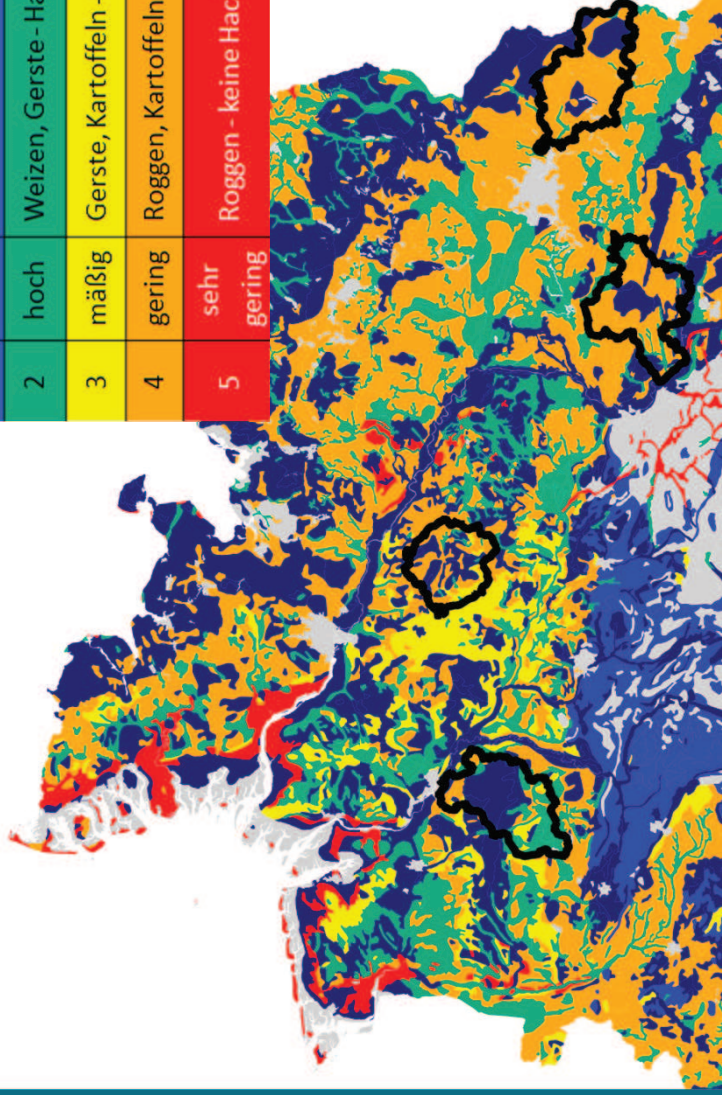 2 hoch Weizen, Gerste - Ha
3 mäßig Gerste, Kartoffeln -
4 gering Roggen, Kartoffeln
5 sehr gering Roggen - keine Hac